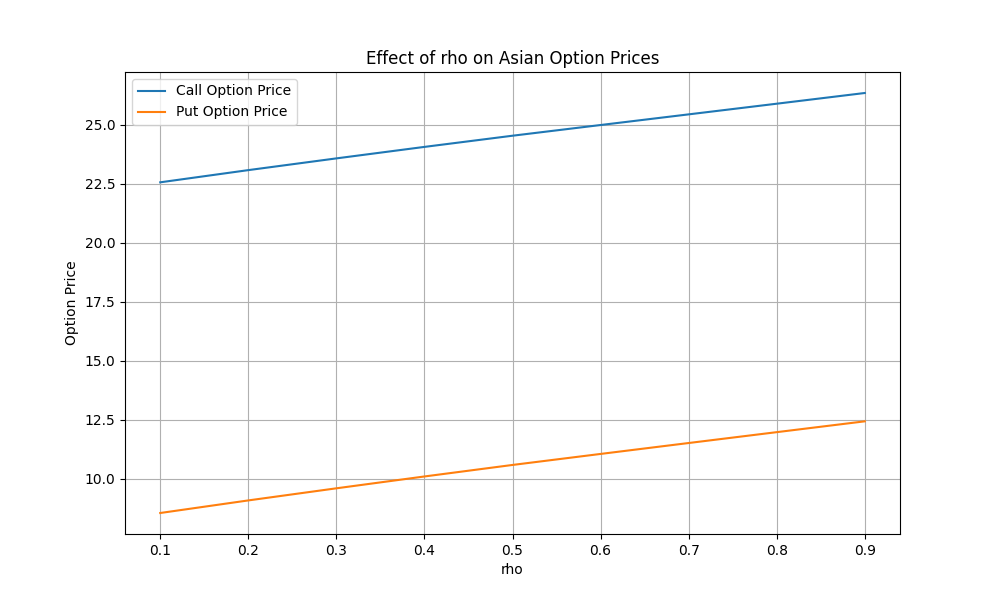 Effect of rho on Asian Option Prices
Call Option Price
Put Option Price
Option Price
25.0
22.5
20.0
17.5
15.0
12.5
10.0
0.1 0.2 0.3 0.4 0.5 0.6 0.7 0.8 0.9
rho